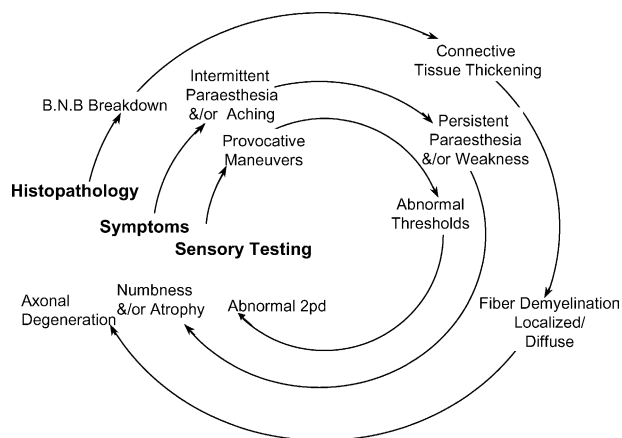 Connective
Tissue Thickening
Intermittent
Paraesthesia
&/or Aching
B.N.B Breakdown
Persistent
Paraesthesia
&/or Weakness
Provocative
Maneuvers
Histopathology
Symptoms
Sensory Testing
Abnormal
Thresholds
Axonal
Degeneration
Numbness
&/or Atrophy
Abnormal 2pd
Fiber Demyelination
Localized/
Diffuse